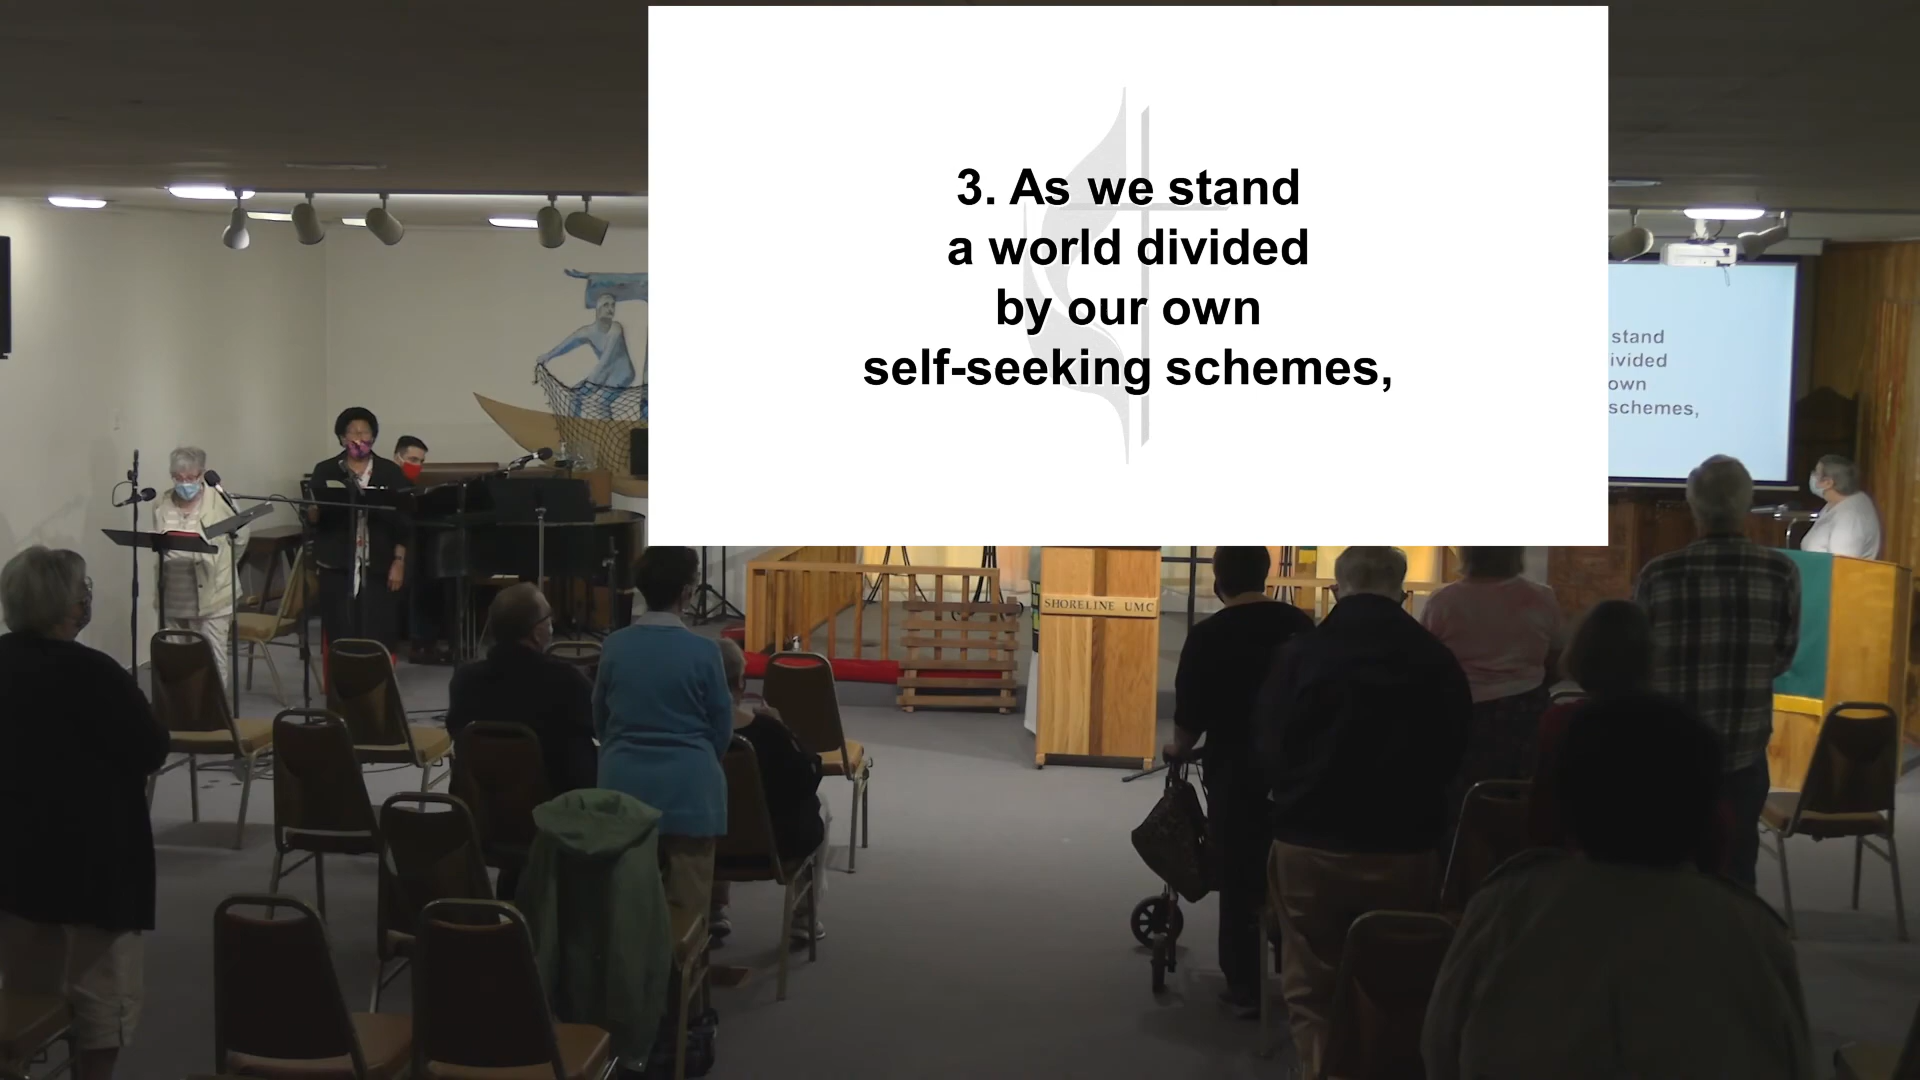 3. As we stand
a world divided
by our own
self-seeking schemes,
stand
ivided
own
schemes,
SHORELINE UMC